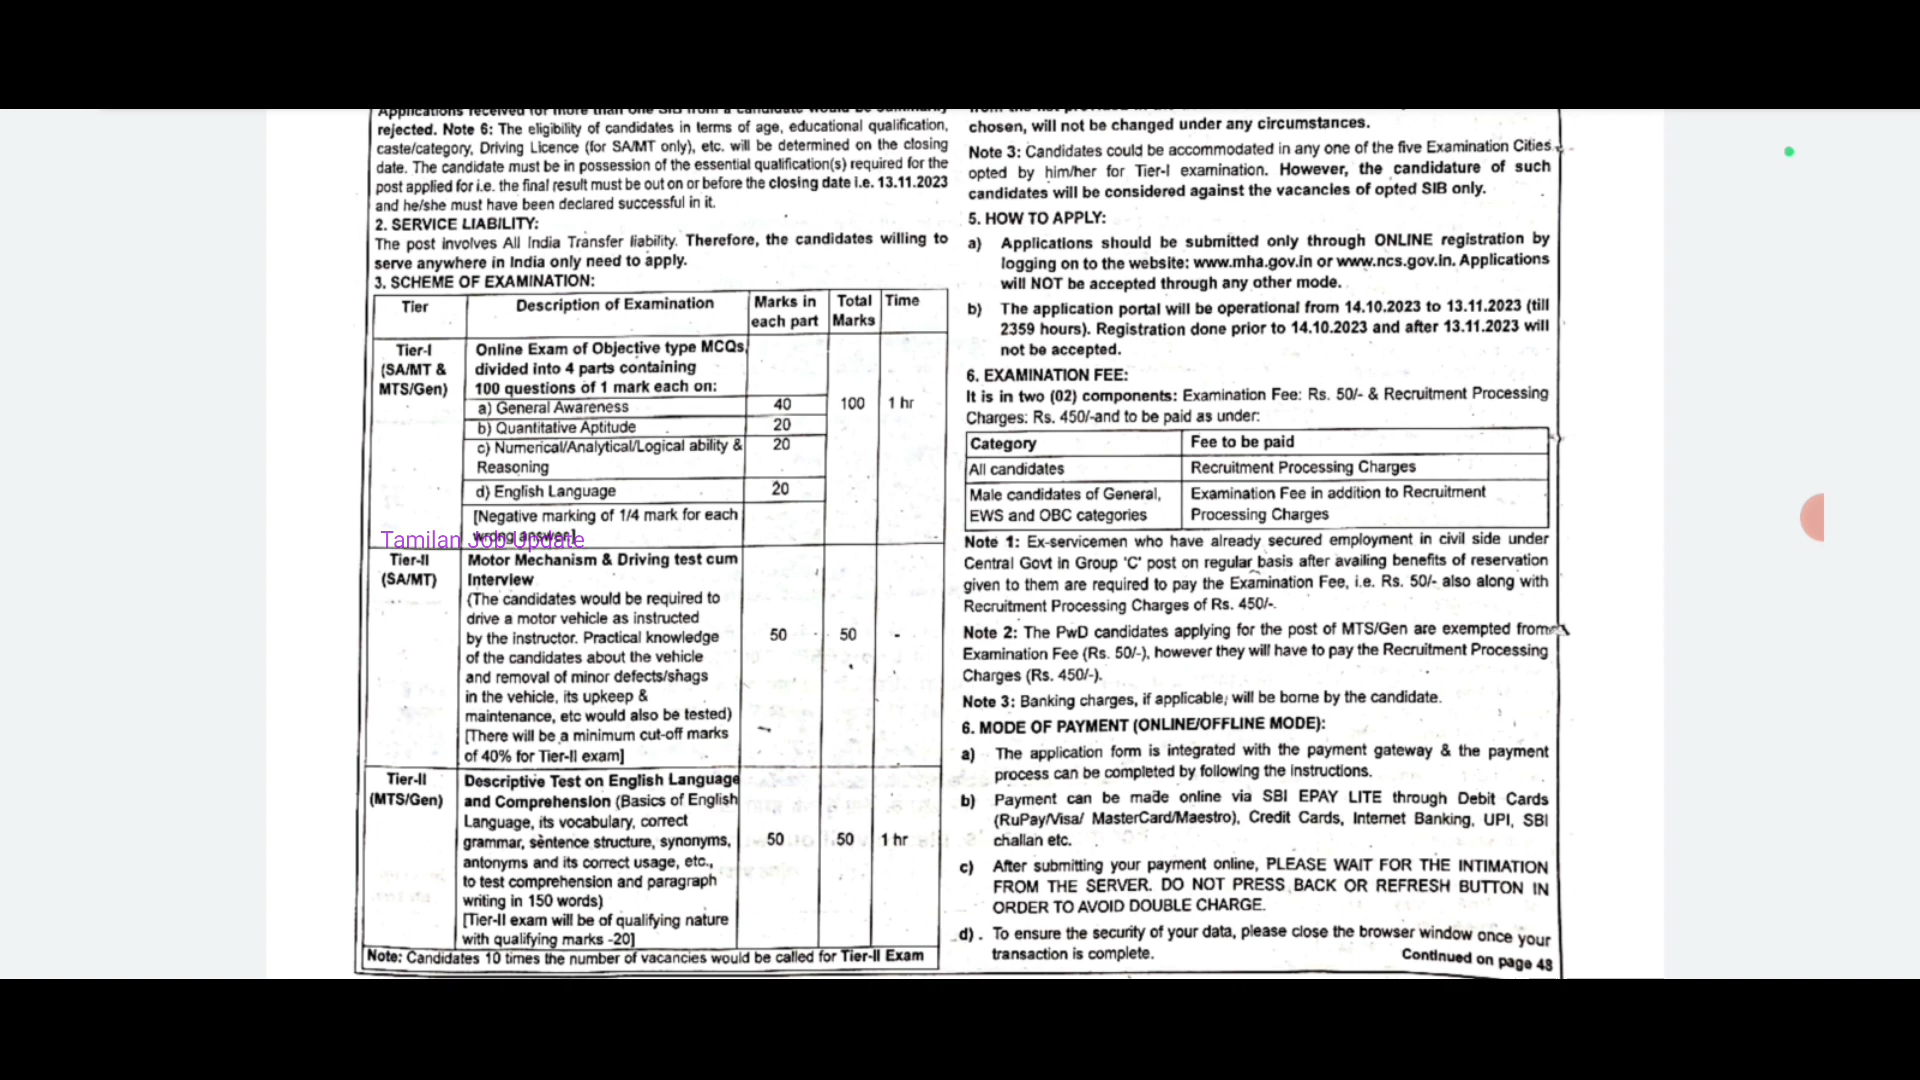 Applications received for more than one SIB from a candidate would be summarily
rejected. Note 6: The eligibility of candidates in terms of age, educational qualification,
caste/category, Driving Licence (for SA/MT only), etc. will be determined on the closing
date. The candidate must be in possession of the essential qualification(s) required for the
post applied for i.e. the final result must be out on or before the closing date i.e. 13.11.2023
and he/she must have been declared successful in it.
2. SERVICE LIABILITY:
The post involves All India Transfer liability. Therefore, the candidates willing to
serve anywhere in India only need to apply.
3. SCHEME OF EXAMINATION:
Tier Description of Examination Marks in each part Total Marks Time
Tier-I (SA/MT & MTS/Gen)
Online Exam of Objective type MCQs,
divided into 4 parts containing
100 questions of 1 mark each on:
a) General Awareness 40 100 1 hr
b) Quantitative Aptitude 20
c) Numerical/Analytical/Logical ability & 20
Reasoning
d) English Language 20
[Negative marking of 1/4 mark for each
wrong answer]
Tamilan Job Update
Tier-II (SA/MT)
Motor Mechanism & Driving test cum
Interview
(The candidates would be required to
drive a motor vehicle as instructed
by the instructor. Practical knowledge 50 50 -
of the candidates about the vehicle
and removal of minor defects/shags
in the vehicle, its upkeep &
maintenance, etc would also be tested)
[There will be a minimum cut-off marks
of 40% for Tier-II exam]
Tier-II (MTS/Gen)
Descriptive Test on English Language
and Comprehension (Basics of English
Language, its vocabulary, correct
grammar, sentence structure, synonyms, 50 50 1 hr
antonyms and its correct usage, etc.,
to test comprehension and paragraph
writing in 150 words)
[Tier-II exam will be of qualifying nature
with qualifying marks -20]
Note: Candidates 10 times the number of vacancies would be called for Tier-II Exam
chosen, will not be changed under any circumstances.
Note 3: Candidates could be accommodated in any one of the five Examination Cities
opted by him/her for Tier-I examination. However, the candidature of such
candidates will be considered against the vacancies of opted SIB only.
5. HOW TO APPLY:
a) Applications should be submitted only through ONLINE registration by
logging on to the website: www.mha.gov.in or www.ncs.gov.in. Applications
will NOT be accepted through any other mode.
b) The application portal will be operational from 14.10.2023 to 13.11.2023 (till
2359 hours). Registration done prior to 14.10.2023 and after 13.11.2023 will
not be accepted.
6. EXAMINATION FEE:
It is in two (02) components: Examination Fee: Rs. 50/- & Recruitment Processing
Charges: Rs. 450/-and to be paid as under:
Category Fee to be paid
All candidates Recruitment Processing Charges
Male candidates of General, Examination Fee in addition to Recruitment
EWS and OBC categories Processing Charges
Note 1: Ex-servicemen who have already secured employment in civil side under
Central Govt in Group 'C' post on regular basis after availing benefits of reservation
given to them are required to pay the Examination Fee, i.e. Rs. 50/- also along with
Recruitment Processing Charges of Rs. 450/-.
Note 2: The PwD candidates applying for the post of MTS/Gen are exempted from
Examination Fee (Rs. 50/-), however they will have to pay the Recruitment Processing
Charges (Rs. 450/-).
Note 3: Banking charges, if applicable, will be borne by the candidate.
6. MODE OF PAYMENT (ONLINE/OFFLINE MODE):
a) The application form is integrated with the payment gateway & the payment
process can be completed by following the instructions.
b) Payment can be made online via SBI EPAY LITE through Debit Cards
(RuPay/Visa/ MasterCard/Maestro), Credit Cards, Internet Banking, UPI, SBI
challan etc.
c) After submitting your payment online, PLEASE WAIT FOR THE INTIMATION
FROM THE SERVER. DO NOT PRESS BACK OR REFRESH BUTTON IN
ORDER TO AVOID DOUBLE CHARGE.
d). To ensure the security of your data, please close the browser window once your
transaction is complete.
Continued on page 48